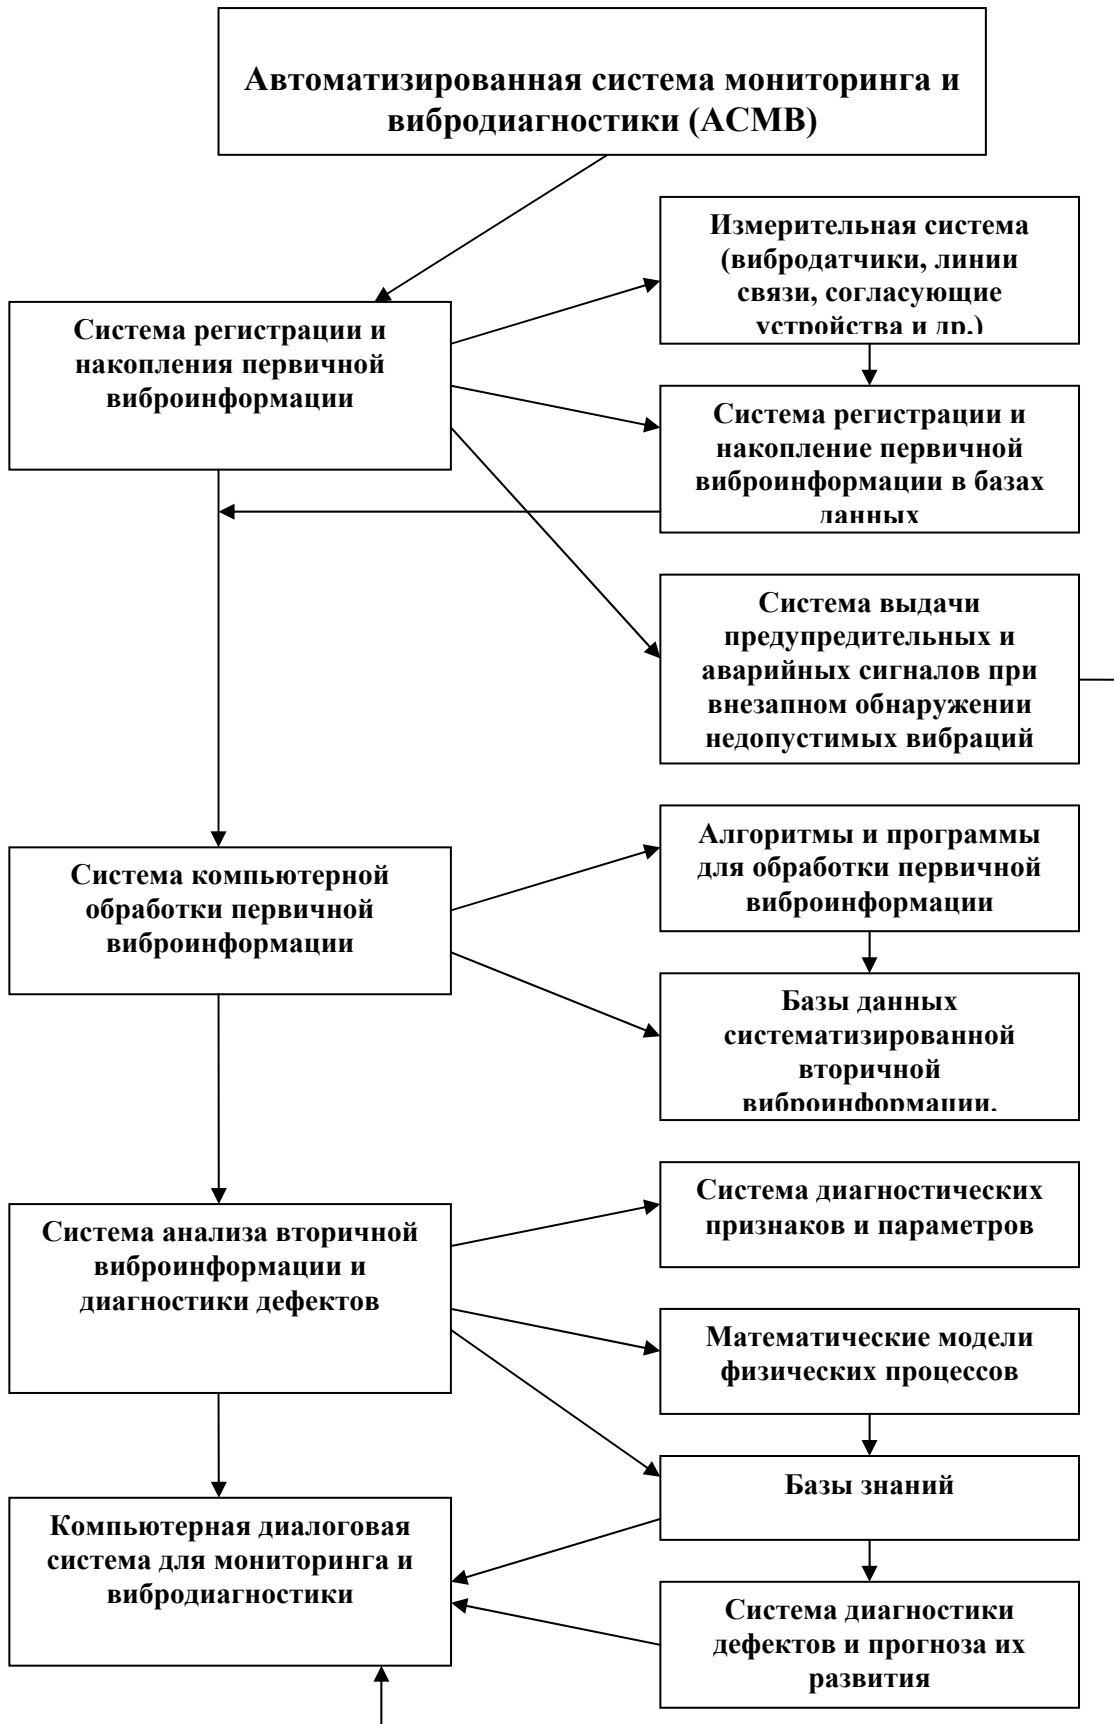 Автоматизированная система мониторинга и
вибродиагностики (АСМВ)
Измерительная система
(вибродатчики, линии
связи, согласующие
устройства и др.)
Система регистрации и
накопления первичной
виброинформации
Система регистрации и
накопление первичной
виброинформации в базах
данных
Система выдачи
предупредительных и
аварийных сигналов при
внезапном обнаружении
недопустимых вибраций
Алгоритмы и программы
для обработки первичной
виброинформации
Система компьютерной
обработки первичной
виброинформации
Базы данных
систематизированной
вторичной
виброинформации.
Система диагностических
признаков и параметров
Система анализа вторичной
виброинформации и
диагностики дефектов
Математические модели
физических процессов
Базы знаний
Компьютерная диалоговая
система для мониторинга и
вибродиагностики
Система диагностики
дефектов и прогноза их
развития